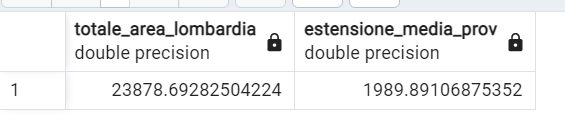 totale_area_lombardia estensione_media_prov
double precision double precision
1 23878.69282504224 1989.89106875352